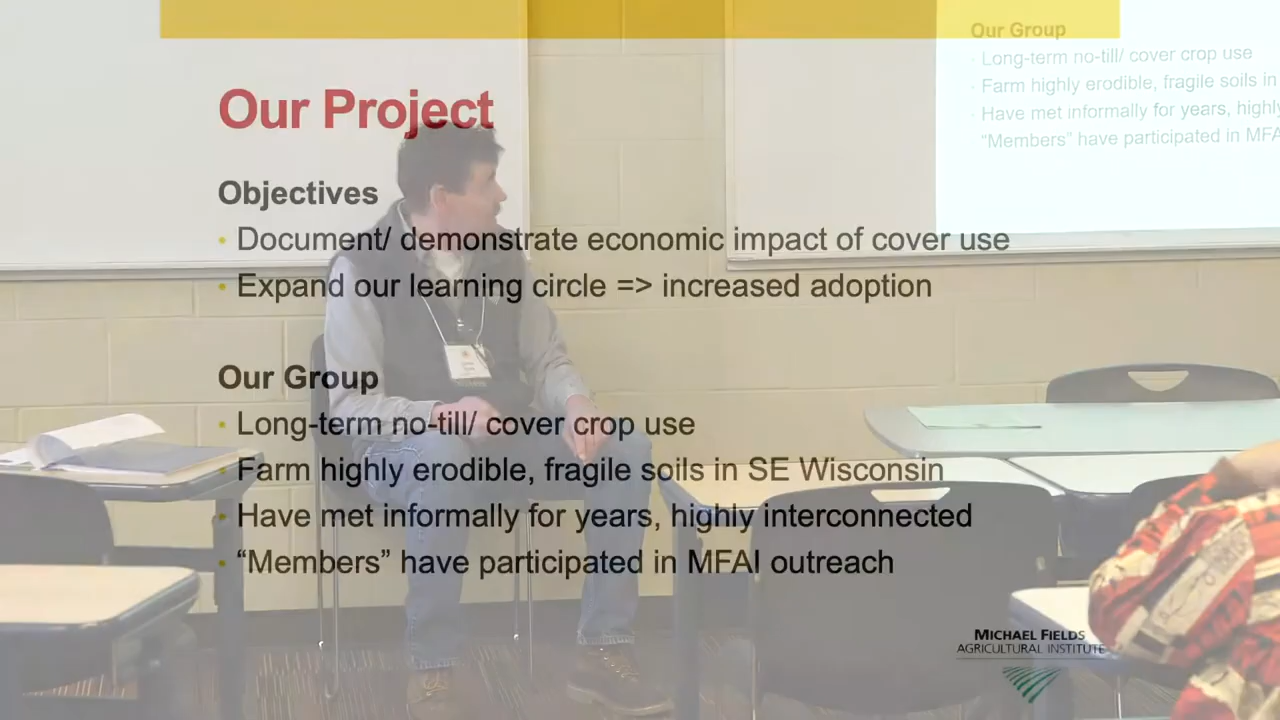 Our Project
Objectives
• Document/ demonstrate economic impact of cover use
• Expand our learning circle => increased adoption
Our Group
• Long-term no-till/ cover crop use
• Farm highly erodible, fragile soils in SE Wisconsin
• Have met informally for years, highly interconnected
• “Members” have participated in MFAI outreach
MICHAEL FIELDS
AGRICULTURAL INSTITUTE
Our Group
· Long-term no-till/ cover crop use
· Farm highly erodible, fragile soils in
· Have met informally for years, highly
“Members” have participated in MFA